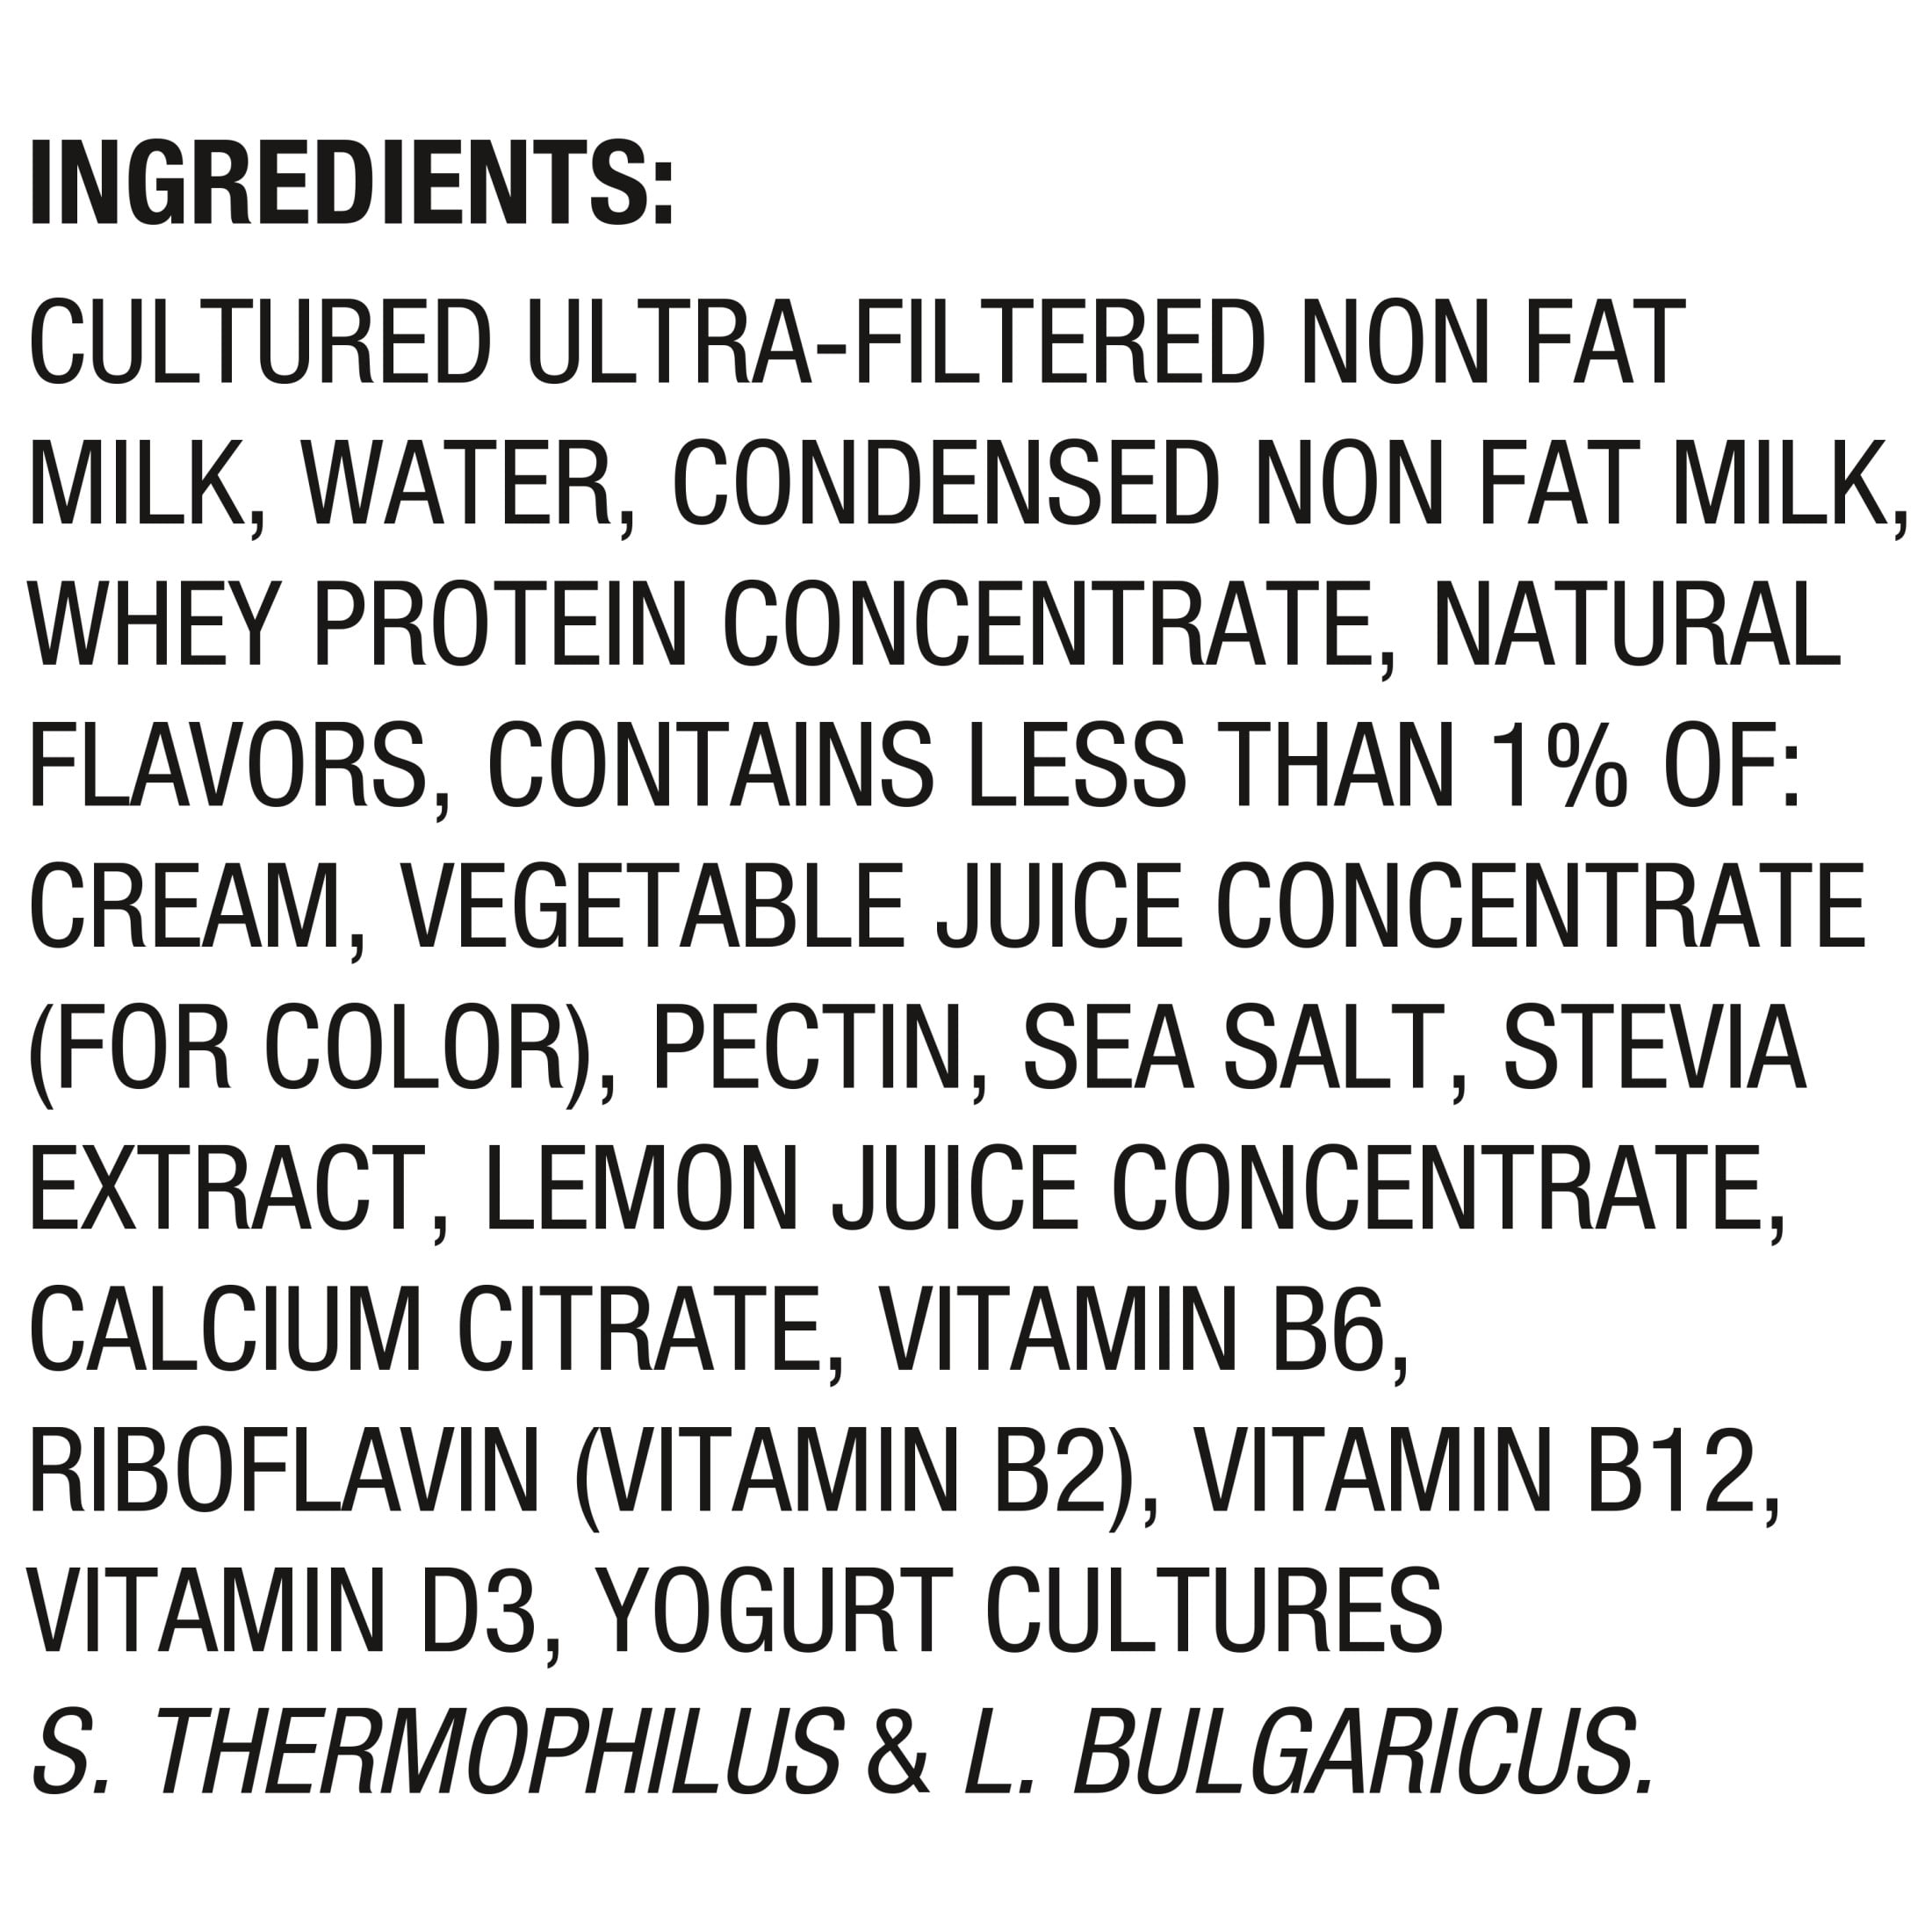 INGREDIENTS:
CULTURED ULTRA-FILTERED NON FAT
MILK, WATER, CONDENSED NON FAT MILK,
WHEY PROTEIN CONCENTRATE, NATURAL
FLAVORS, CONTAINS LESS THAN 1% OF:
CREAM, VEGETABLE JUICE CONCENTRATE
(FOR COLOR), PECTIN, SEA SALT, STEVIA
EXTRACT, LEMON JUICE CONCENTRATE,
CALCIUM CITRATE, VITAMIN B6,
RIBOFLAVIN (VITAMIN B2), VITAMIN B12,
VITAMIN D3, YOGURT CULTURES
S. THERMOPHILUS & L. BULGARICUS.